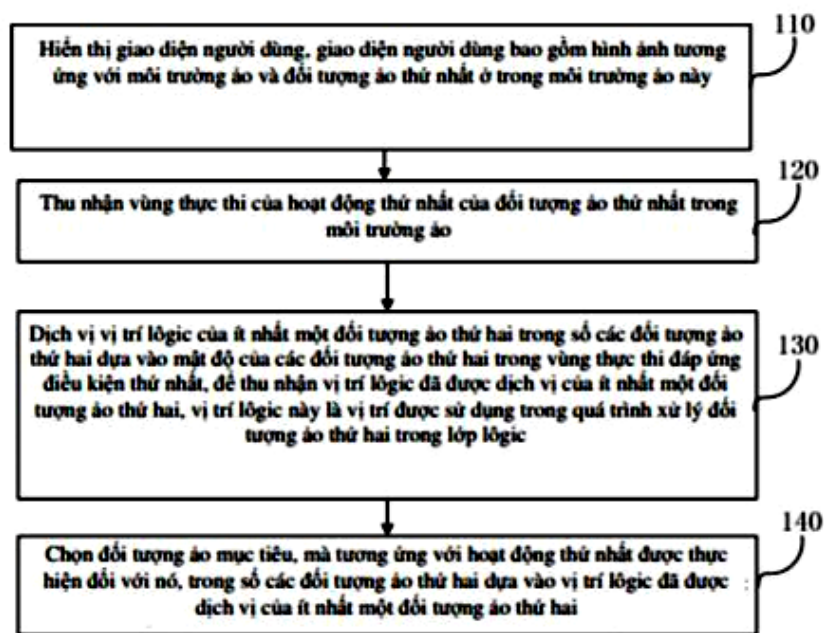 110
Hiển thị giao diện người dùng, giao diện người dùng bao gồm hình ảnh tương
ứng với môi trường ảo và đối tượng ảo thứ nhất ở trong môi trường ảo này
120
Thu nhận vùng thực thi của hoạt động thứ nhất của đối tượng ảo thứ nhất trong
môi trường ảo
130
Dịch vị vị trí lôgic của ít nhất một đối tượng ảo thứ hai trong số các đối tượng ảo
thứ hai dựa vào mật độ của các đối tượng ảo thứ hai trong vùng thực thi đáp ứng
điều kiện thứ nhất, để thu nhận vị trí lôgic đã được dịch vị của ít nhất một đối
tượng ảo thứ hai, vị trí lôgic này là vị trí được sử dụng trong quá trình xử lý đối
tượng ảo thứ hai trong lớp lôgic
140
Chọn đối tượng ảo mục tiêu, mà tương ứng với hoạt động thứ nhất được thực
hiện đối với nó, trong số các đối tượng ảo thứ hai dựa vào vị trí lôgic đã được
dịch vị của ít nhất một đối tượng ảo thứ hai